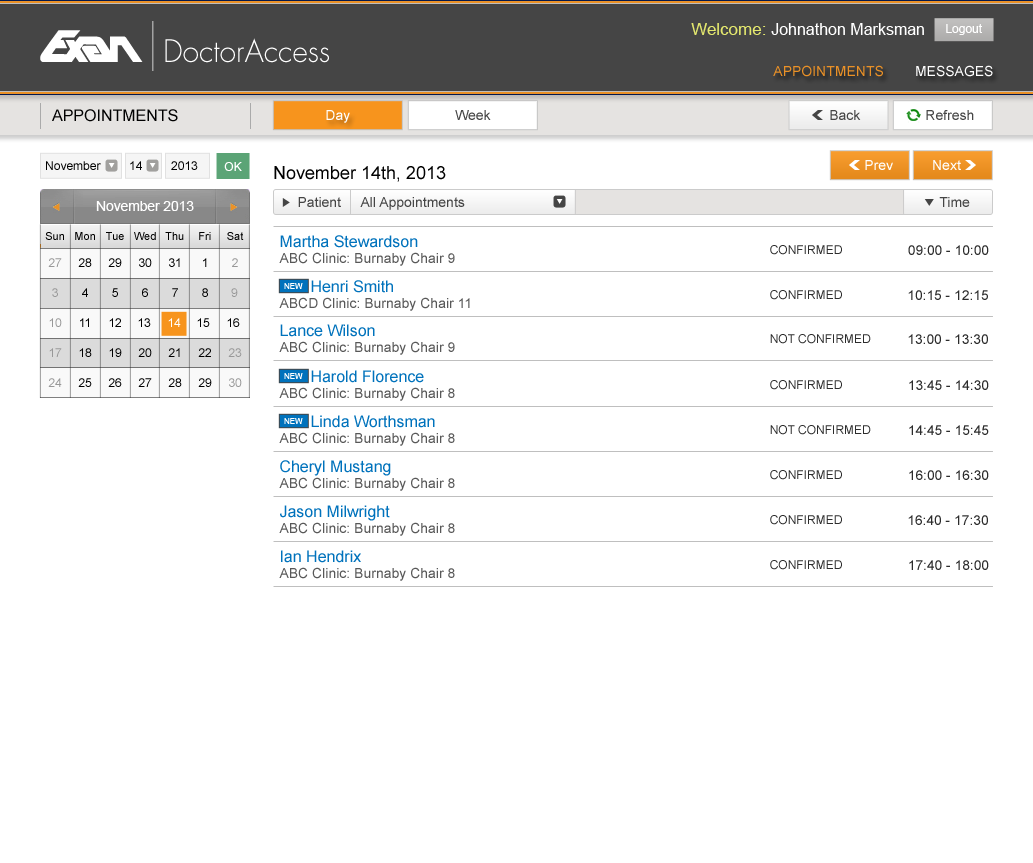 Welcome: Johnathon Marksman Logout
Exan DoctorAccess
APPOINTMENTS MESSAGES
APPOINTMENTS Day Week Back Refresh
November 14 2013 OK
November 14th, 2013 Prev Next
Patient All Appointments Time
November 2013
Sun Mon Tue Wed Thu Fri Sat
27 28 29 30 31 1 2
3 4 5 6 7 8 9
10 11 12 13 14 15 16
17 18 19 20 21 22 23
24 25 26 27 28 29 30
Martha Stewardson
ABC Clinic: Burnaby Chair 9
CONFIRMED 09:00 - 10:00
NEW Henri Smith
ABCD Clinic: Burnaby Chair 11
CONFIRMED 10:15 - 12:15
Lance Wilson
ABC Clinic: Burnaby Chair 9
NOT CONFIRMED 13:00 - 13:30
NEW Harold Florence
ABC Clinic: Burnaby Chair 8
CONFIRMED 13:45 - 14:30
NEW Linda Worthsman
ABC Clinic: Burnaby Chair 8
NOT CONFIRMED 14:45 - 15:45
Cheryl Mustang
ABC Clinic: Burnaby Chair 8
CONFIRMED 16:00 - 16:30
Jason Milwright
ABC Clinic: Burnaby Chair 8
CONFIRMED 16:40 - 17:30
Ian Hendrix
ABC Clinic: Burnaby Chair 8
CONFIRMED 17:40 - 18:00